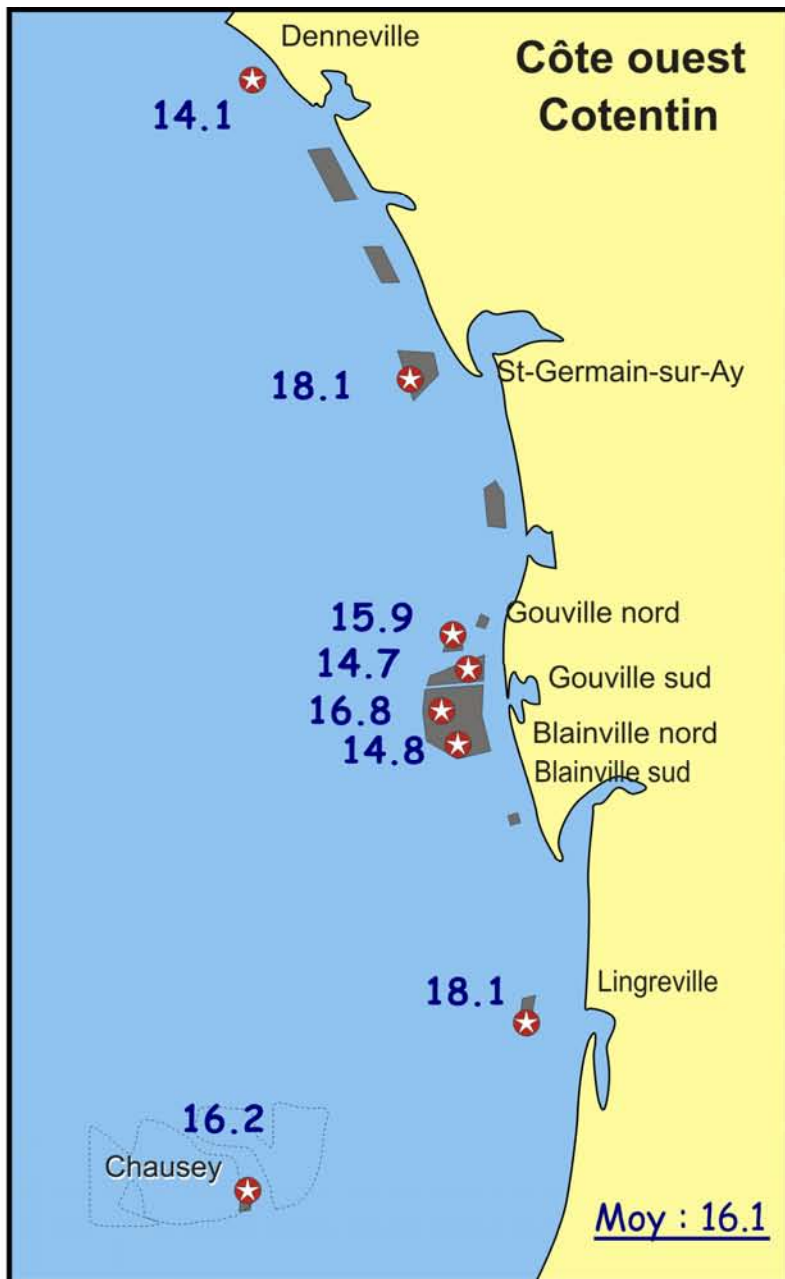 Denneville
Côte ouest
Cotentin
14.1
St-Germain-sur-Ay
18.1
15.9
Gouville nord
14.7
Gouville sud
16.8
Blainville nord
14.8
Blainville sud
Lingreville
18.1
16.2
Chausey
Moy : 16.1